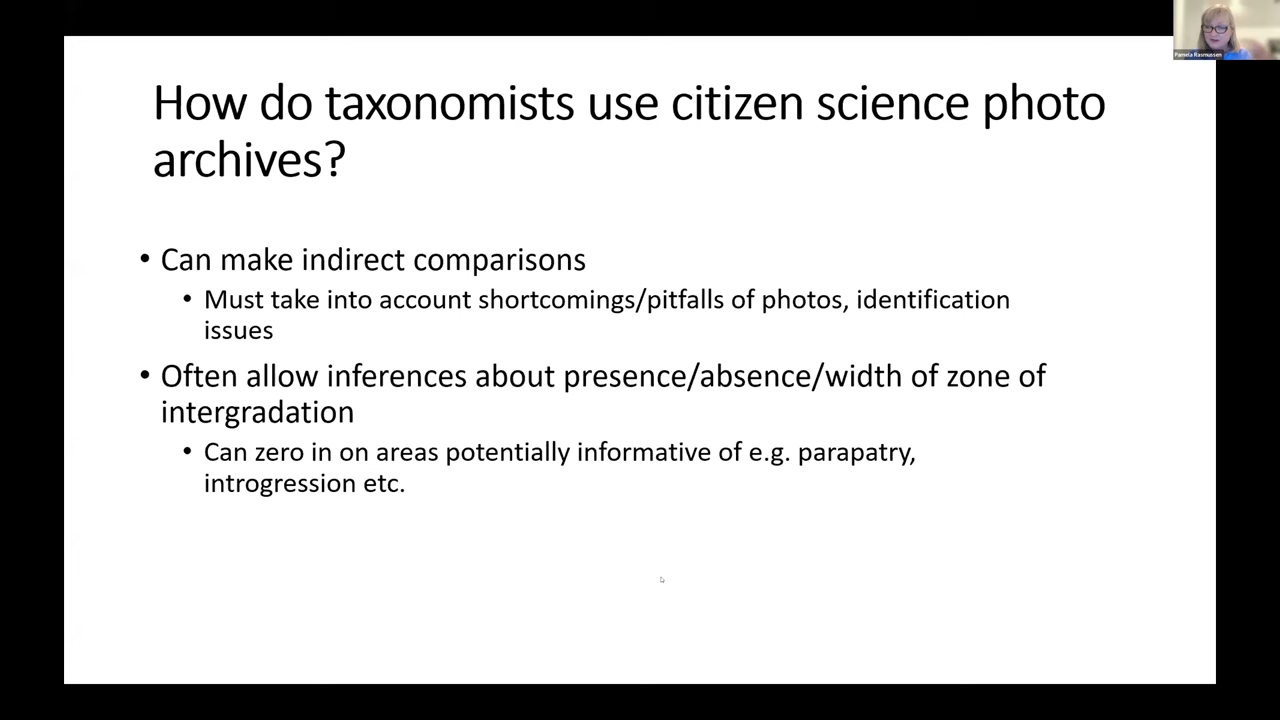 Pamela Rasmussen
How do taxonomists use citizen science photo
archives?
• Can make indirect comparisons
• Must take into account shortcomings/pitfalls of photos, identification
issues
• Often allow inferences about presence/absence/width of zone of
intergradation
• Can zero in on areas potentially informative of e.g. parapatry,
introgression etc.